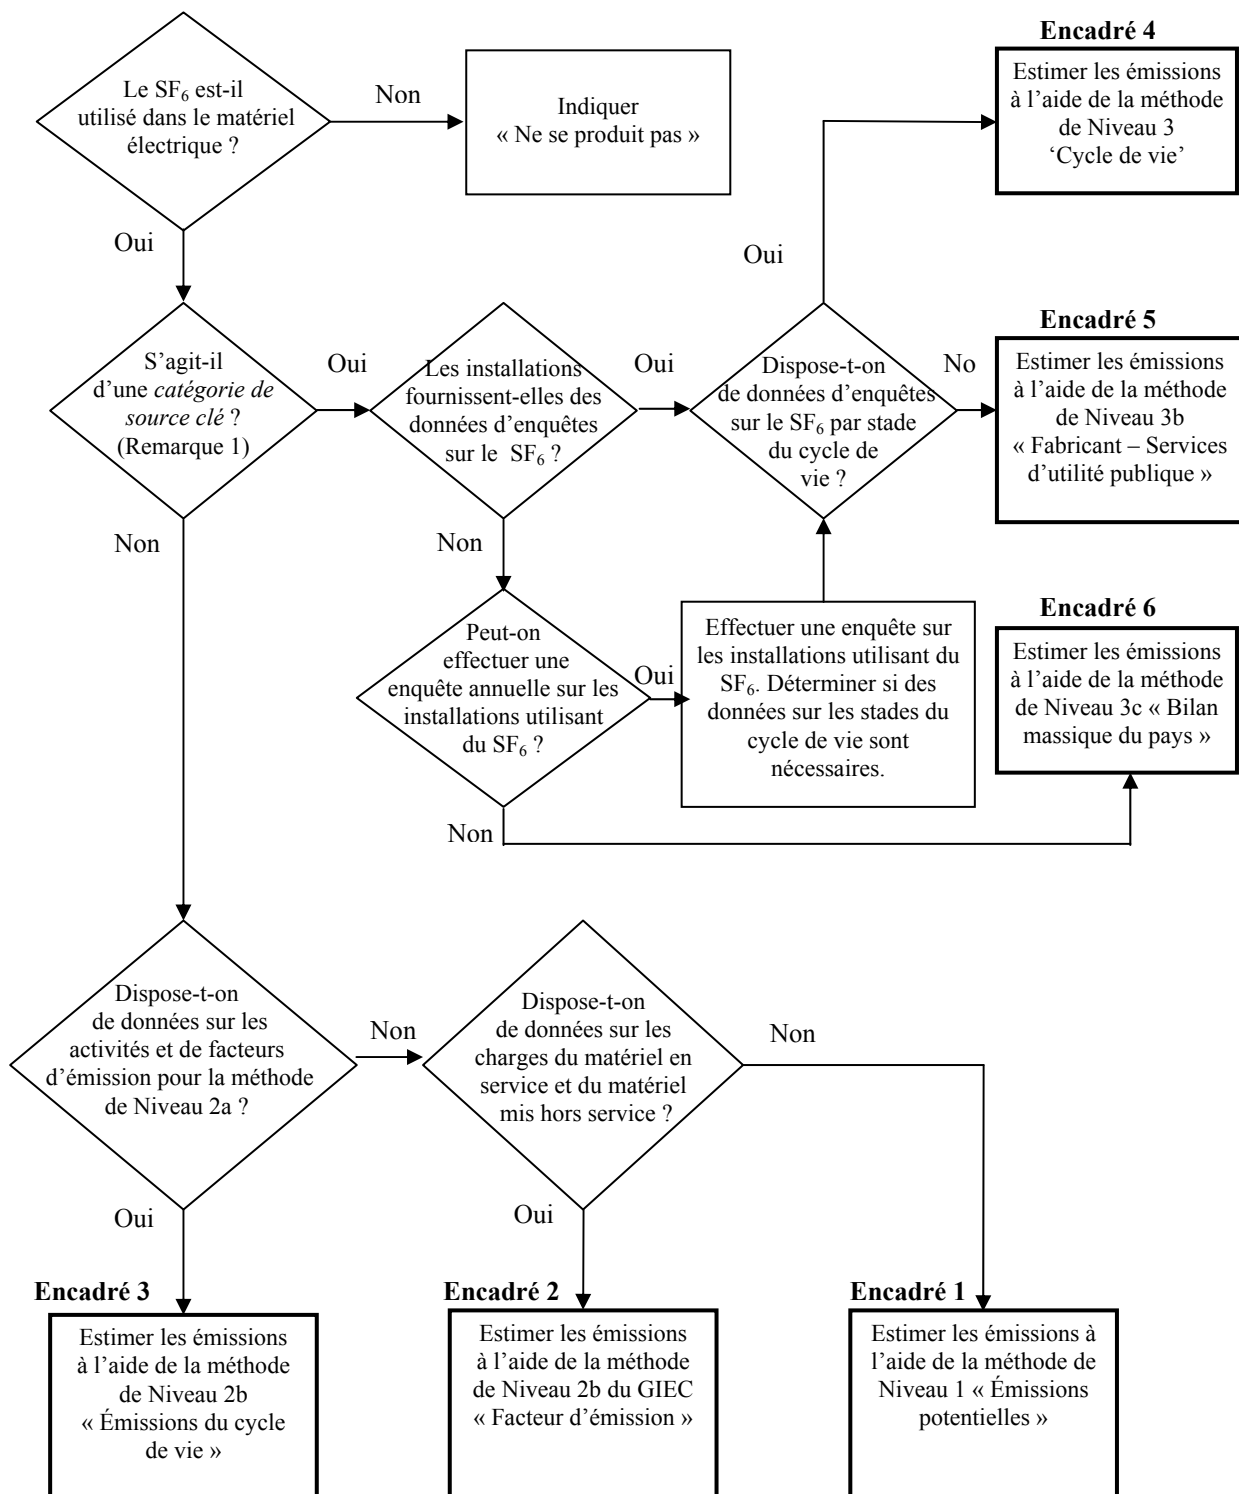 Le SF6 est-il
utilisé dans le matériel
électrique ?
Non
Indiquer
« Ne se produit pas »
Encadré 4
Estimer les émissions
à l'aide de la méthode
de Niveau 3
‘Cycle de vie’
Oui
Oui
S'agit-il
d'une catégorie de
source clé ?
(Remarque 1)
Oui
Les installations
fournissent-elles des
données d'enquêtes
sur le SF6 ?
Oui
Dispose-t-on
de données d'enquêtes
sur le SF6 par stade
du cycle de
vie ?
No
Encadré 5
Estimer les émissions
à l'aide de la méthode
de Niveau 3b
« Fabricant – Services
d'utilité publique »
Non
Non
Peut-on
effectuer une
enquête annuelle sur les
installations utilisant
du SF6 ?
Oui
Effectuer une enquête sur
les installations utilisant du
SF6. Déterminer si des
données sur les stades du
cycle de vie sont
nécessaires.
Encadré 6
Estimer les émissions
à l'aide de la méthode
de Niveau 3c « Bilan
massique du pays »
Non
Dispose-t-on
de données sur les
activités et de facteurs
d'émission pour la méthode
de Niveau 2a ?
Non
Dispose-t-on
de données sur les
charges du matériel en
service et du matériel
mis hors service ?
Non
Oui
Oui
Encadré 3
Estimer les émissions
à l'aide de la méthode
de Niveau 2b
« Émissions du cycle
de vie »
Encadré 2
Estimer les émissions
à l'aide de la méthode
de Niveau 2b du GIEC
« Facteur d'émission »
Encadré 1
Estimer les émissions à
l'aide de la méthode de
Niveau 1 « Émissions
potentielles »